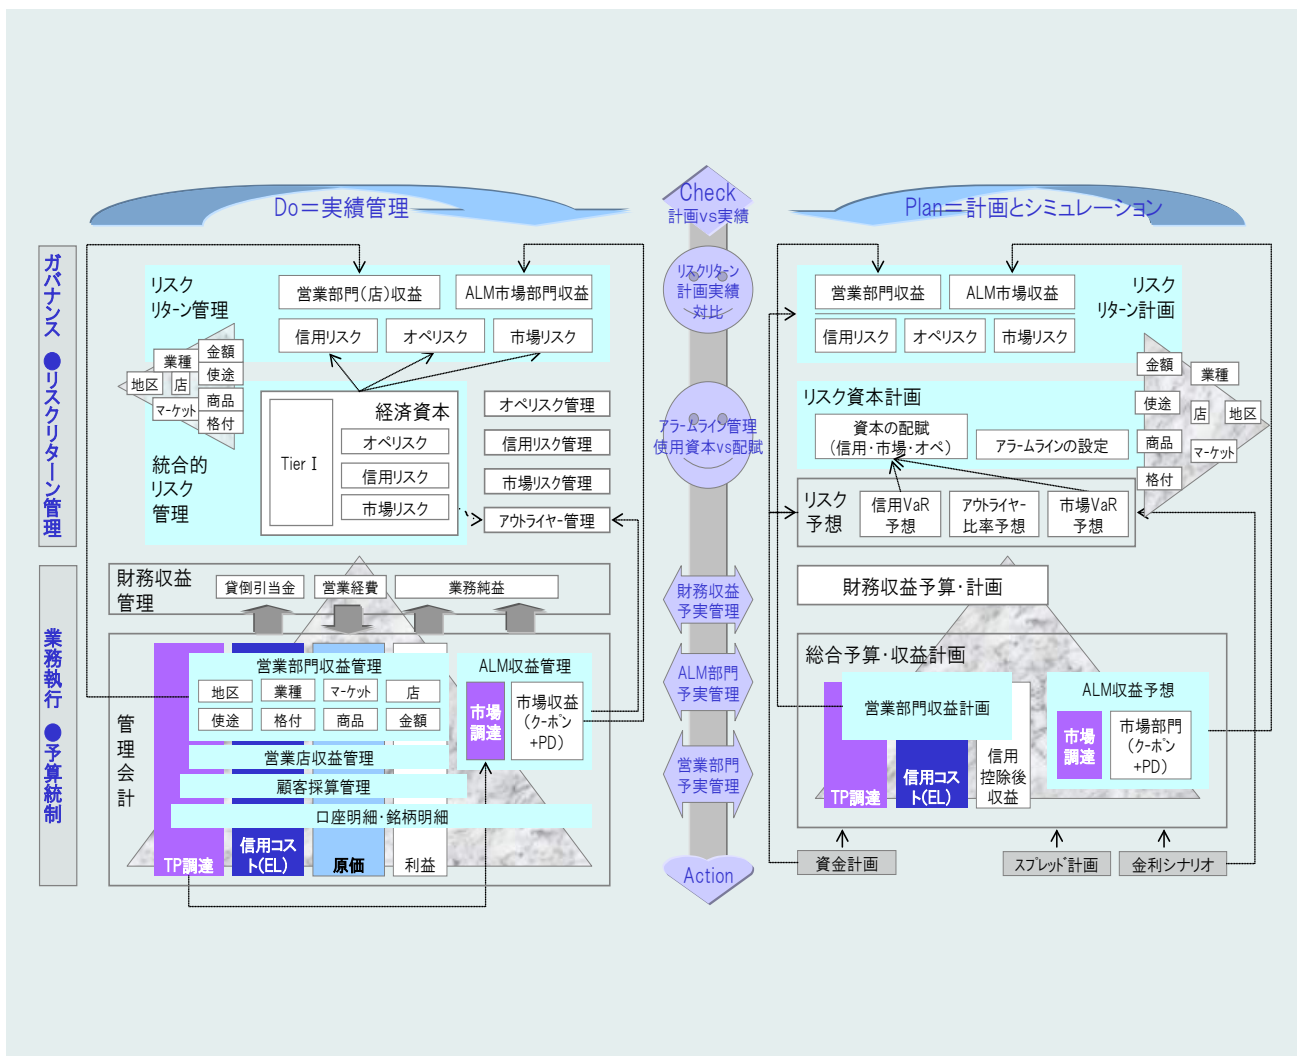 Check
計画vs実績
Do＝実績管理
Plan＝計画とシミュレーション
ガバナンス ●リスクリターン管理
業務執行 ●予算統制
リスク
リターン管理
営業部門(店)収益
ALM市場部門収益
信用リスク
オペリスク
市場リスク
金額
業種
使途
地区
店
商品
マーケット
格付
統合的
リスク
管理
経済資本
Tier I
オペリスク
信用リスク
市場リスク
オペリスク管理
信用リスク管理
市場リスク管理
アウトライヤー管理
財務収益
管理
貸倒引当金
営業経費
業務純益
管理会計
営業部門収益管理
地区
業種
マーケット
店
使途
格付
商品
金額
営業店収益管理
顧客採算管理
口座明細・銘柄明細
TP調達
信用コス
ト(EL)
原価
利益
ALM収益管理
市場
調達
市場収益
(クーポン
+PD)
リスクリターン
計画実績
対比
アラームライン管理
使用資本vs配賦
財務収益
予実管理
ALM部門
予実管理
営業部門
予実管理
Action
営業部門収益
ALM市場収益
リスク
リターン計画
信用リスク
オペリスク
市場リスク
金額
業種
使途
店
地区
商品
マーケット
格付
リスク資本計画
資本の配賦
(信用・市場・オペ)
アラームラインの設定
リスク
予想
信用VaR
予想
アウトライヤー
比率予想
市場VaR
予想
財務収益予算・計画
総合予算・収益計画
営業部門収益計画
TP調達
信用コス
ト(EL)
信用
控除後
収益
ALM収益予想
市場
調達
市場部門
(クーポン
+PD)
資金計画
スプレッド計画
金利シナリオ